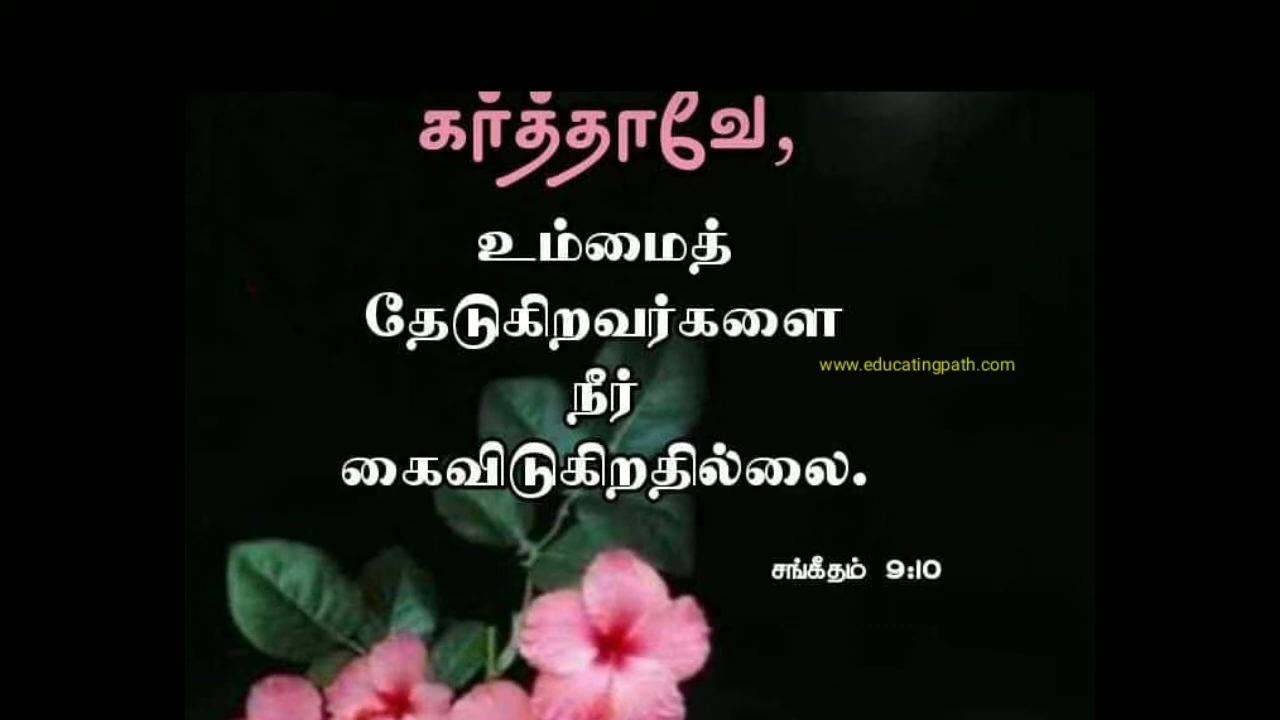 கர்த்தாவே,
உம்மைத்
தேடுகிறவர்களை
www.educatingpath.com
நீர்
கைவிடுகிறதில்லை.
சங்கீதம் 9:10